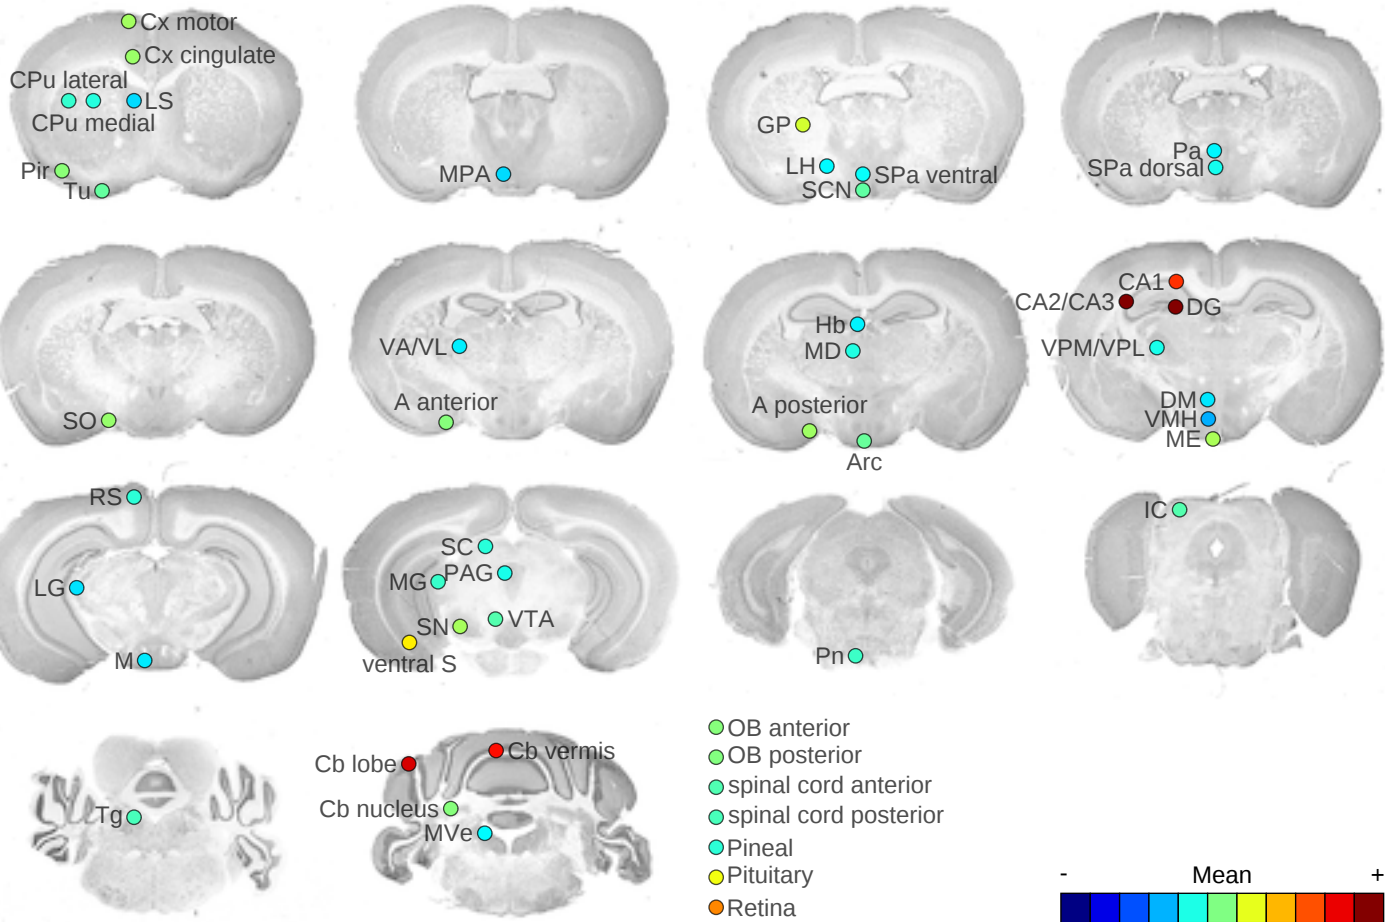 Cx motor
Cx cingulate
CPu lateral
LS
CPu medial
Pir
Tu
MPA
GP
LH
SPa ventral
SCN
Pa
SPa dorsal
SO
VA/VL
A anterior
Hb
MD
A posterior
Arc
CA1
CA2/CA3
DG
VPM/VPL
DM
VMH
ME
RS
LG
M
SC
PAG
MG
VTA
SN
ventral S
Pn
IC
Tg
Cb lobe
Cb vermis
Cb nucleus
MVe
OB anterior
OB posterior
spinal cord anterior
spinal cord posterior
Pineal
Pituitary
Retina
- Mean +